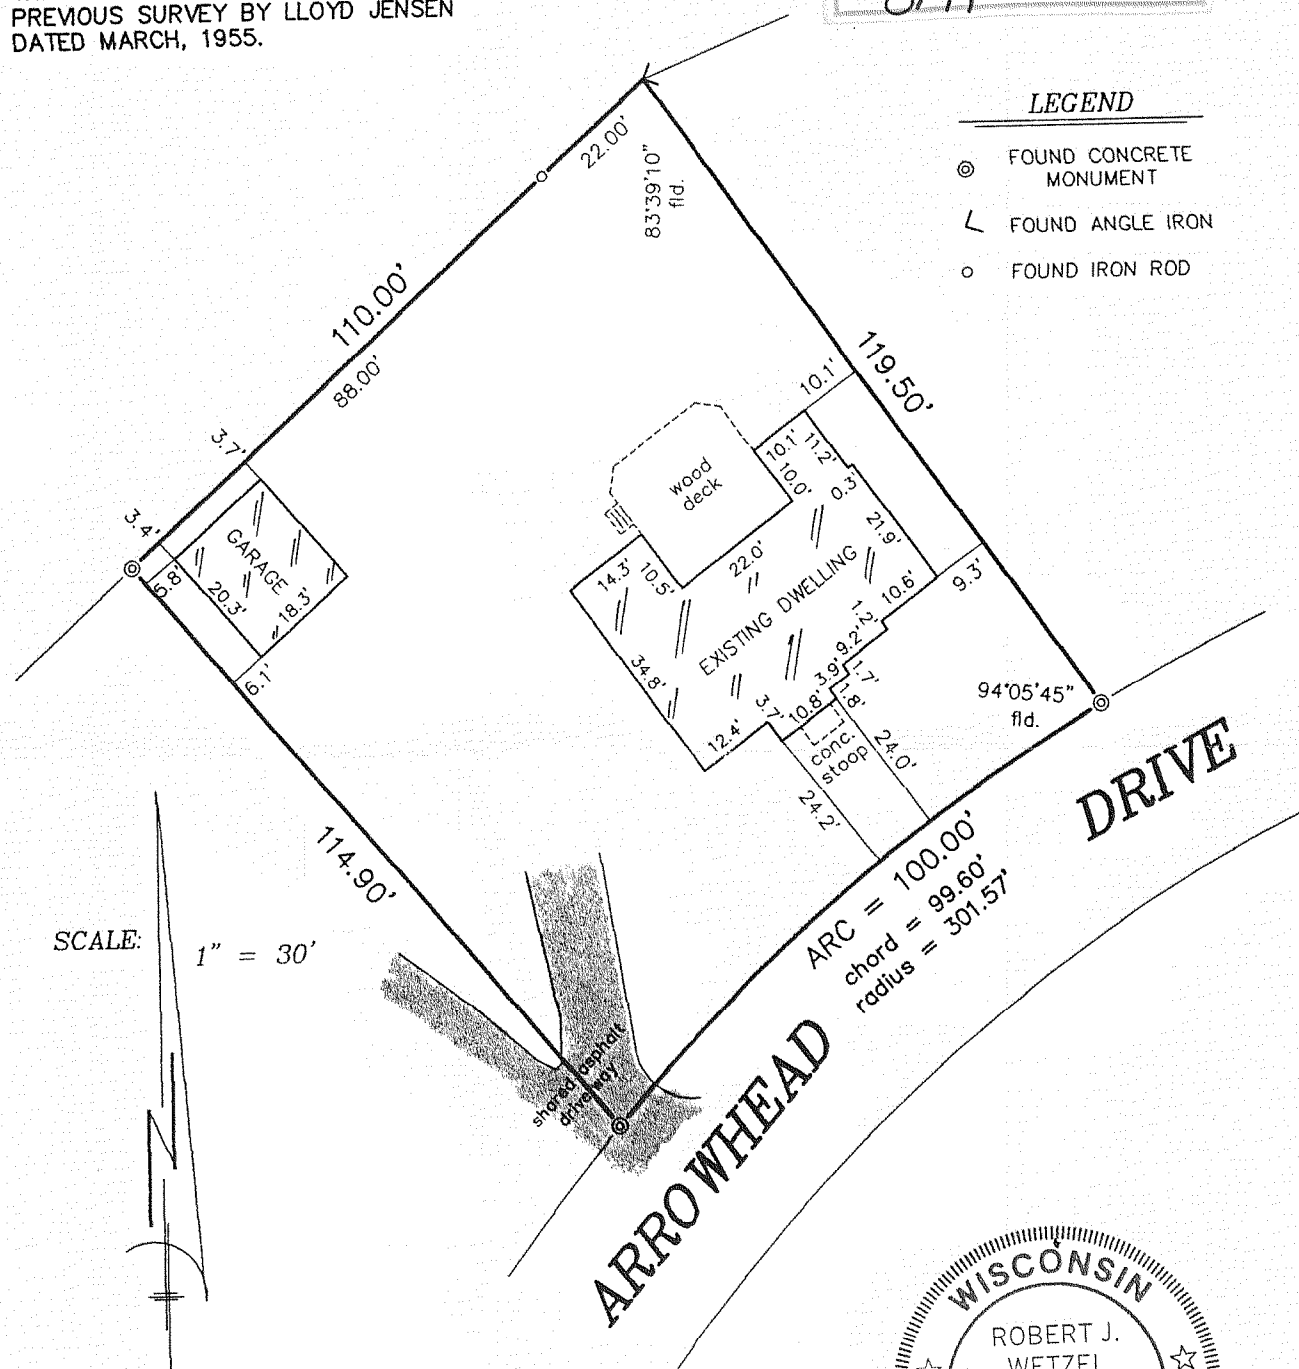 PREVIOUS SURVEY BY LLOYD JENSEN
DATED MARCH, 1955.
LEGEND
FOUND CONCRETE
MONUMENT
FOUND ANGLE IRON
FOUND IRON ROD
22.00'
83°39'10"
fld.
110.00'
88.00'
119.50'
10.1'
3.7'
3.4'
GARAGE
5.8'
20.3'
18.3'
6.1'
wood
deck
10.1'
11.2'
10.0'
0.3'
21.9'
14.3'
10.5'
22.0'
EXISTING DWELLING
10.6'
9.3'
1.2'
9.2'
34.8'
3.9'
1.7'
1.8'
3.7'
10.8'
12.4'
conc.
stoop
24.0'
24.2'
94°05'45"
fld.
DRIVE
114.90'
ARC = 100.00'
chord = 99.60'
radius = 301.57'
SCALE:
1" = 30'
shared asphalt
driveway
ARROWHEAD
N
WISCONSIN
ROBERT J.
WETZEL